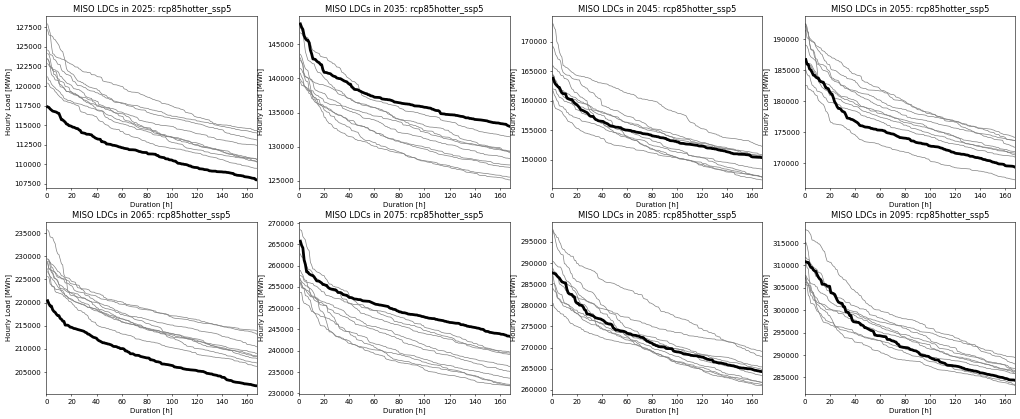 MISO LDCs in 2025: rcp85hotter_ssp5
127500
125000
122500
120000
117500
115000
112500
110000
107500
Hourly Load [MWh]
0 20 40 60 80 100 120 140 160
Duration [h]
MISO LDCs in 2035: rcp85hotter_ssp5
145000
140000
135000
130000
125000
Hourly Load [MWh]
0 20 40 60 80 100 120 140 160
Duration [h]
MISO LDCs in 2045: rcp85hotter_ssp5
170000
165000
160000
155000
150000
Hourly Load [MWh]
0 20 40 60 80 100 120 140 160
Duration [h]
MISO LDCs in 2055: rcp85hotter_ssp5
190000
185000
180000
175000
170000
Hourly Load [MWh]
0 20 40 60 80 100 120 140 160
Duration [h]
MISO LDCs in 2065: rcp85hotter_ssp5
235000
230000
225000
220000
215000
210000
205000
Hourly Load [MWh]
0 20 40 60 80 100 120 140 160
Duration [h]
MISO LDCs in 2075: rcp85hotter_ssp5
270000
265000
260000
255000
250000
245000
240000
235000
230000
Hourly Load [MWh]
0 20 40 60 80 100 120 140 160
Duration [h]
MISO LDCs in 2085: rcp85hotter_ssp5
295000
290000
285000
280000
275000
270000
265000
260000
Hourly Load [MWh]
0 20 40 60 80 100 120 140 160
Duration [h]
MISO LDCs in 2095: rcp85hotter_ssp5
315000
310000
305000
300000
295000
290000
285000
Hourly Load [MWh]
0 20 40 60 80 100 120 140 160
Duration [h]